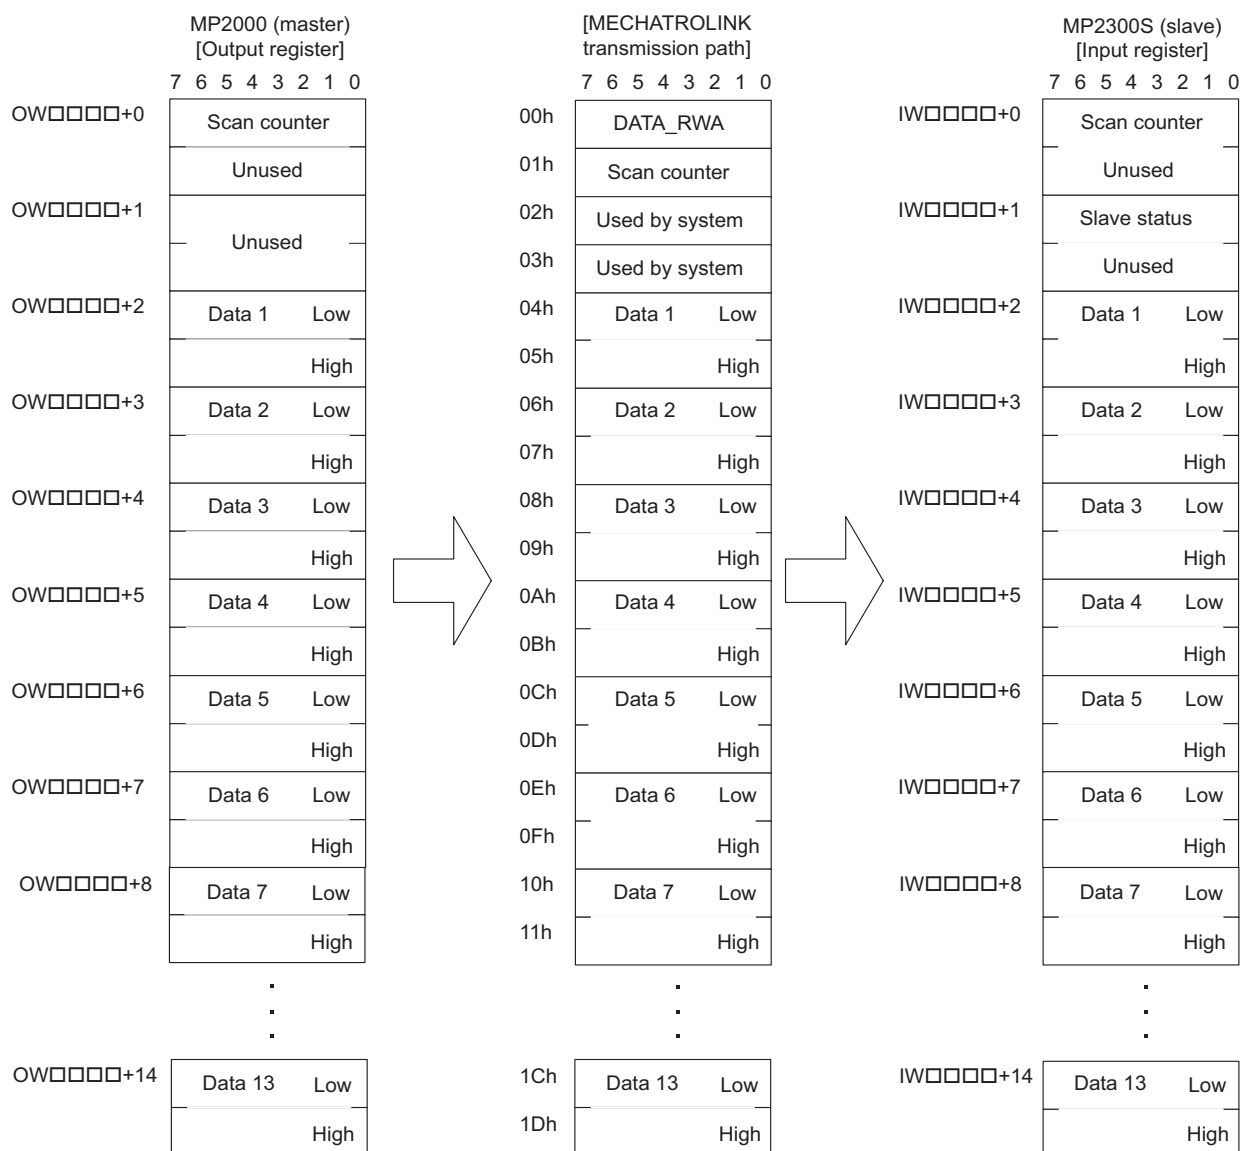 MP2000 (master)
[Output register]
7 6 5 4 3 2 1 0
OW□□□□+0
Scan counter
Unused
OW□□□□+1
Unused
OW□□□□+2
Data 1 Low
High
OW□□□□+3
Data 2 Low
High
OW□□□□+4
Data 3 Low
High
OW□□□□+5
Data 4 Low
High
OW□□□□+6
Data 5 Low
High
OW□□□□+7
Data 6 Low
High
OW□□□□+8
Data 7 Low
High
OW□□□□+14
Data 13 Low
High
[MECHATROLINK
transmission path]
7 6 5 4 3 2 1 0
00h DATA_RWA
01h Scan counter
02h Used by system
03h Used by system
04h Data 1 Low
05h High
06h Data 2 Low
07h High
08h Data 3 Low
09h High
0Ah Data 4 Low
0Bh High
0Ch Data 5 Low
0Dh High
0Eh Data 6 Low
0Fh High
10h Data 7 Low
11h High
1Ch Data 13 Low
1Dh High
MP2300S (slave)
[Input register]
7 6 5 4 3 2 1 0
IW□□□□+0
Scan counter
Unused
IW□□□□+1
Slave status
Unused
IW□□□□+2
Data 1 Low
High
IW□□□□+3
Data 2 Low
High
IW□□□□+4
Data 3 Low
High
IW□□□□+5
Data 4 Low
High
IW□□□□+6
Data 5 Low
High
IW□□□□+7
Data 6 Low
High
IW□□□□+8
Data 7 Low
High
IW□□□□+14
Data 13 Low
High